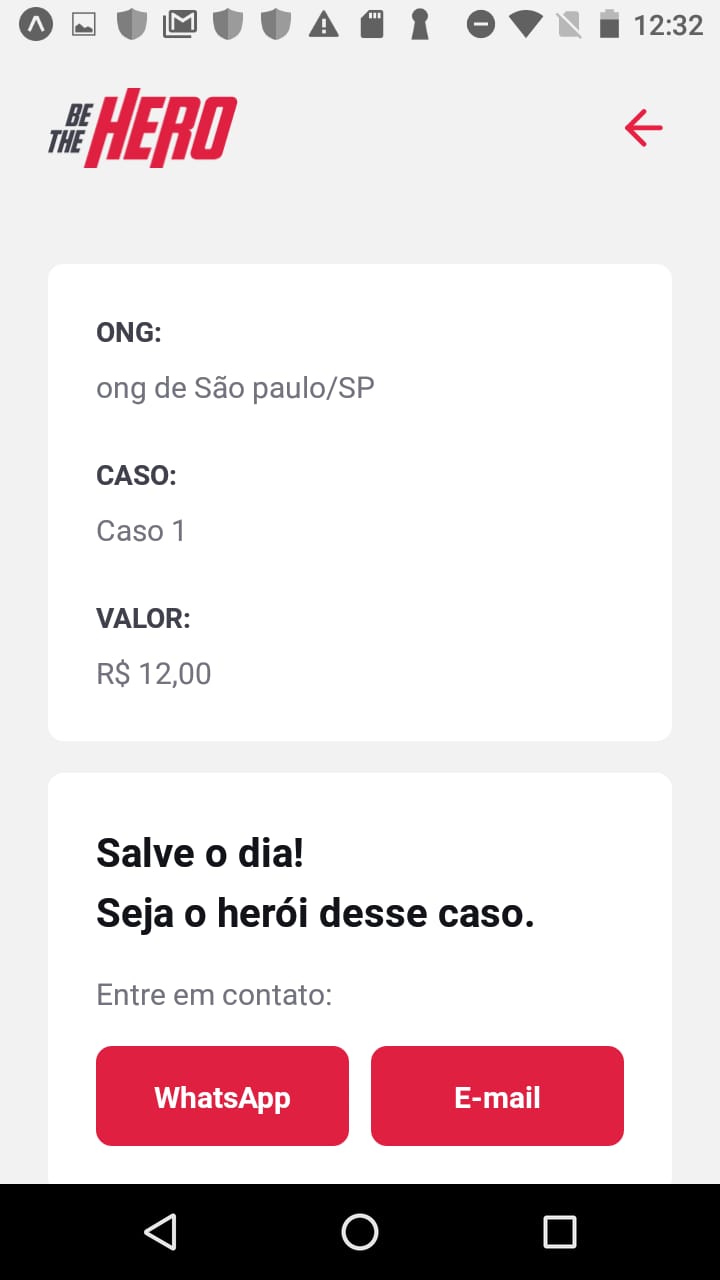 12:32
BE
THE HERO
ONG:
ong de São paulo/SP
CASO:
Caso 1
VALOR:
R$ 12,00
Salve o dia!
Seja o herói desse caso.
Entre em contato:
WhatsApp
E-mail